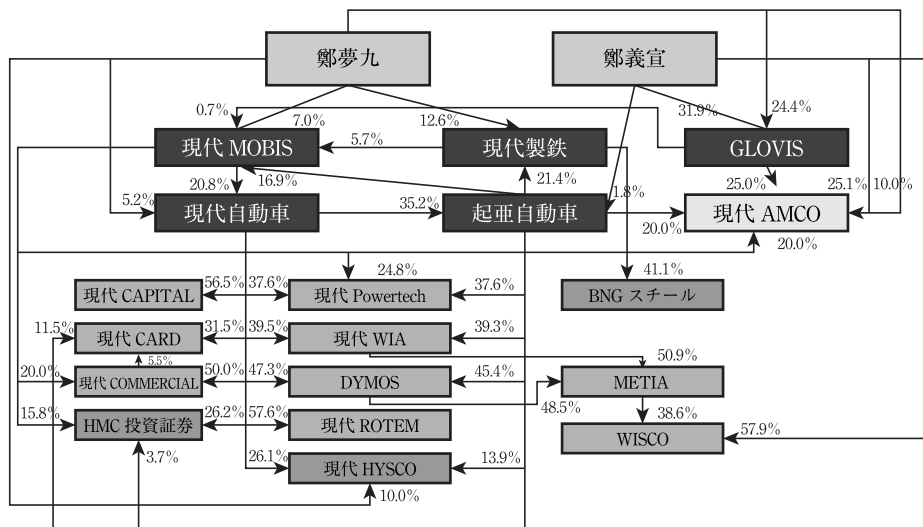 鄭夢九
鄭義宣
0.7%
7.0%
12.6%
31.9%
24.4%
現代 MOBIS
5.7%
現代製鉄
GLOVIS
20.8%
16.9%
21.4%
1.8%
25.0%
25.1%
10.0%
5.2%
現代自動車
35.2%
起亜自動車
20.0%
現代 AMCO
20.0%
24.8%
41.1%
現代 CAPITAL
56.5%
37.6%
現代 Powertech
37.6%
BNG スチール
11.5%
現代 CARD
31.5%
39.5%
現代 WIA
39.3%
5.5%
50.9%
20.0%
現代 COMMERCIAL
50.0%
47.3%
DYMOS
45.4%
METIA
48.5%
15.8%
HMC 投資証券
26.2%
57.6%
現代 ROTEM
38.6%
WISCO
57.9%
3.7%
26.1%
現代 HYSCO
13.9%
10.0%